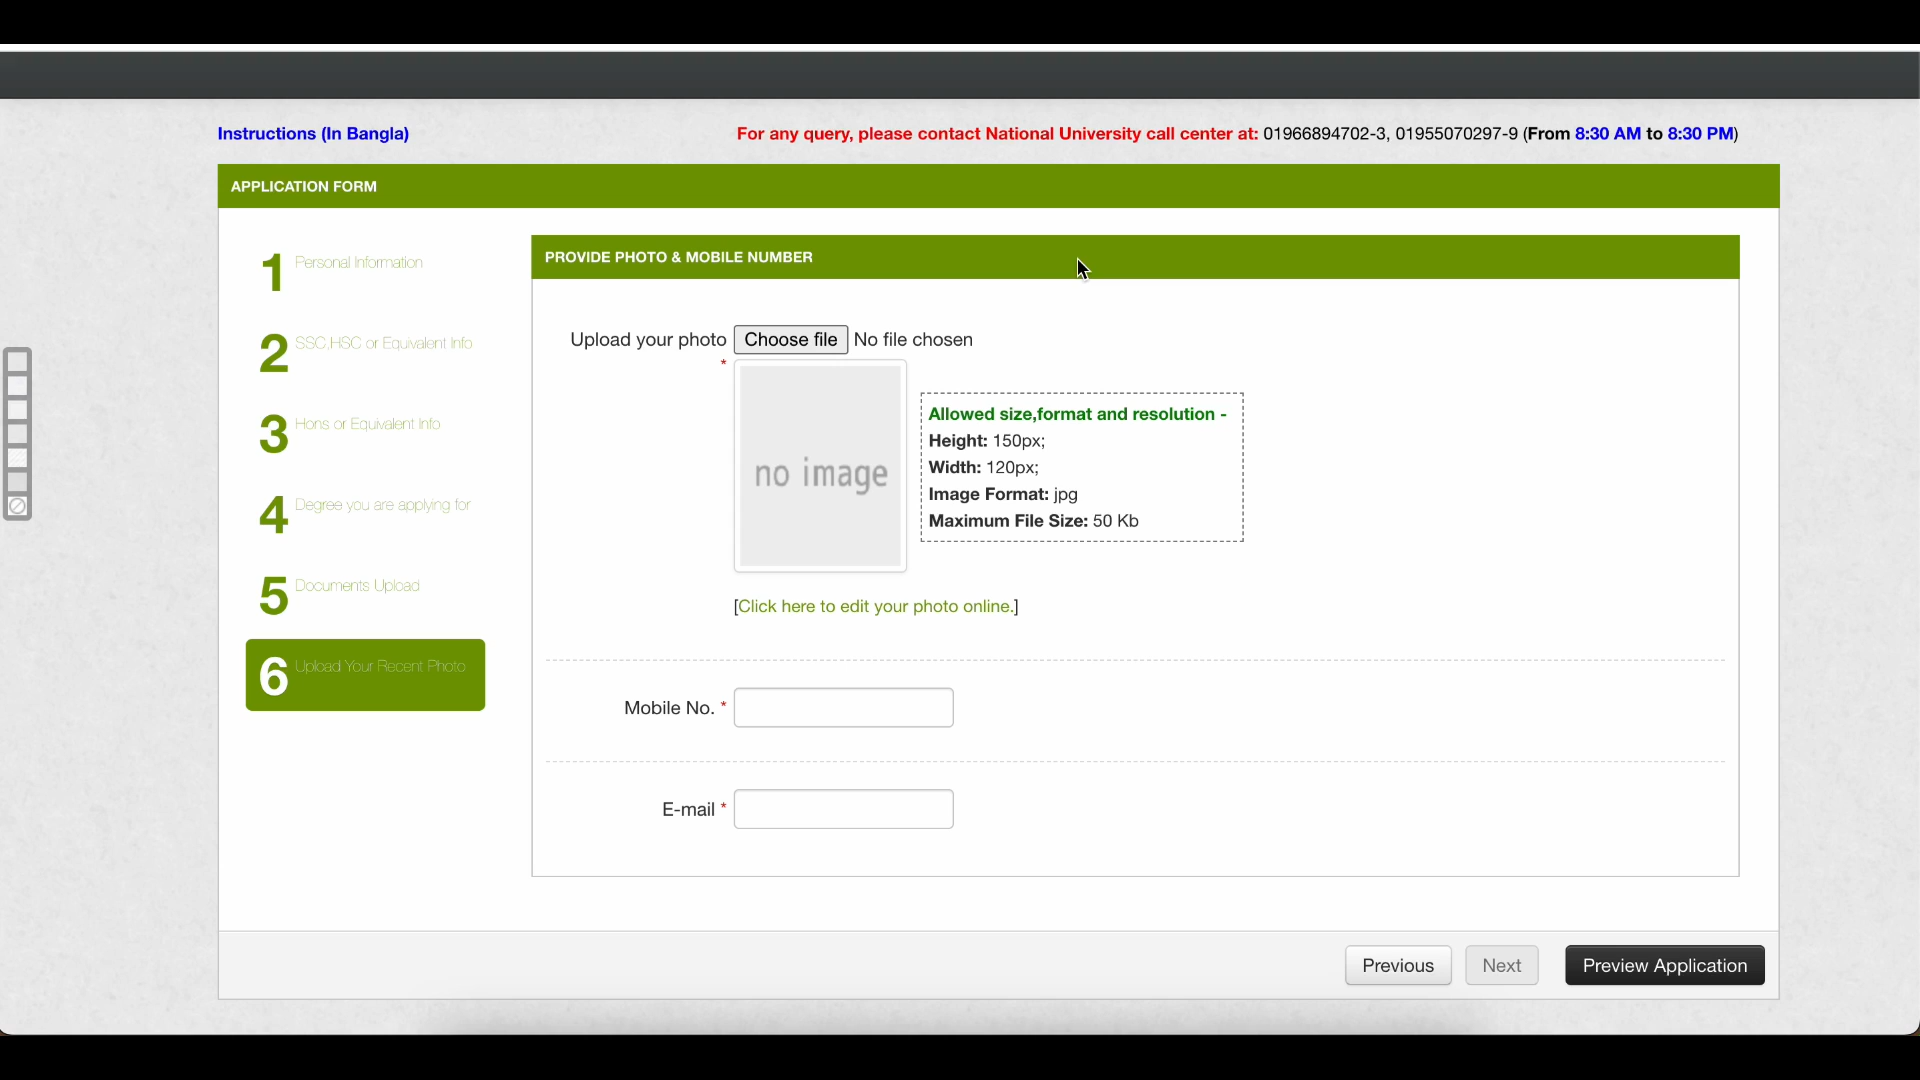 Instructions (In Bangla)
For any query, please contact National University call center at: 01966894702-3, 01955070297-9 (From 8:30 AM to 8:30 PM)
APPLICATION FORM
1 Personal Information
2 SSC,HSC or Equivalent Info
3 Hons or Equivalent Info
4 Degree you are applying for
5 Documents Upload
6 Upload Your Recent Photo
PROVIDE PHOTO & MOBILE NUMBER
Upload your photo * Choose file No file chosen
no image
Allowed size,format and resolution -
Height: 150px;
Width: 120px;
Image Format: jpg
Maximum File Size: 50 Kb
[Click here to edit your photo online.]
Mobile No. *
E-mail *
Previous Next Preview Application